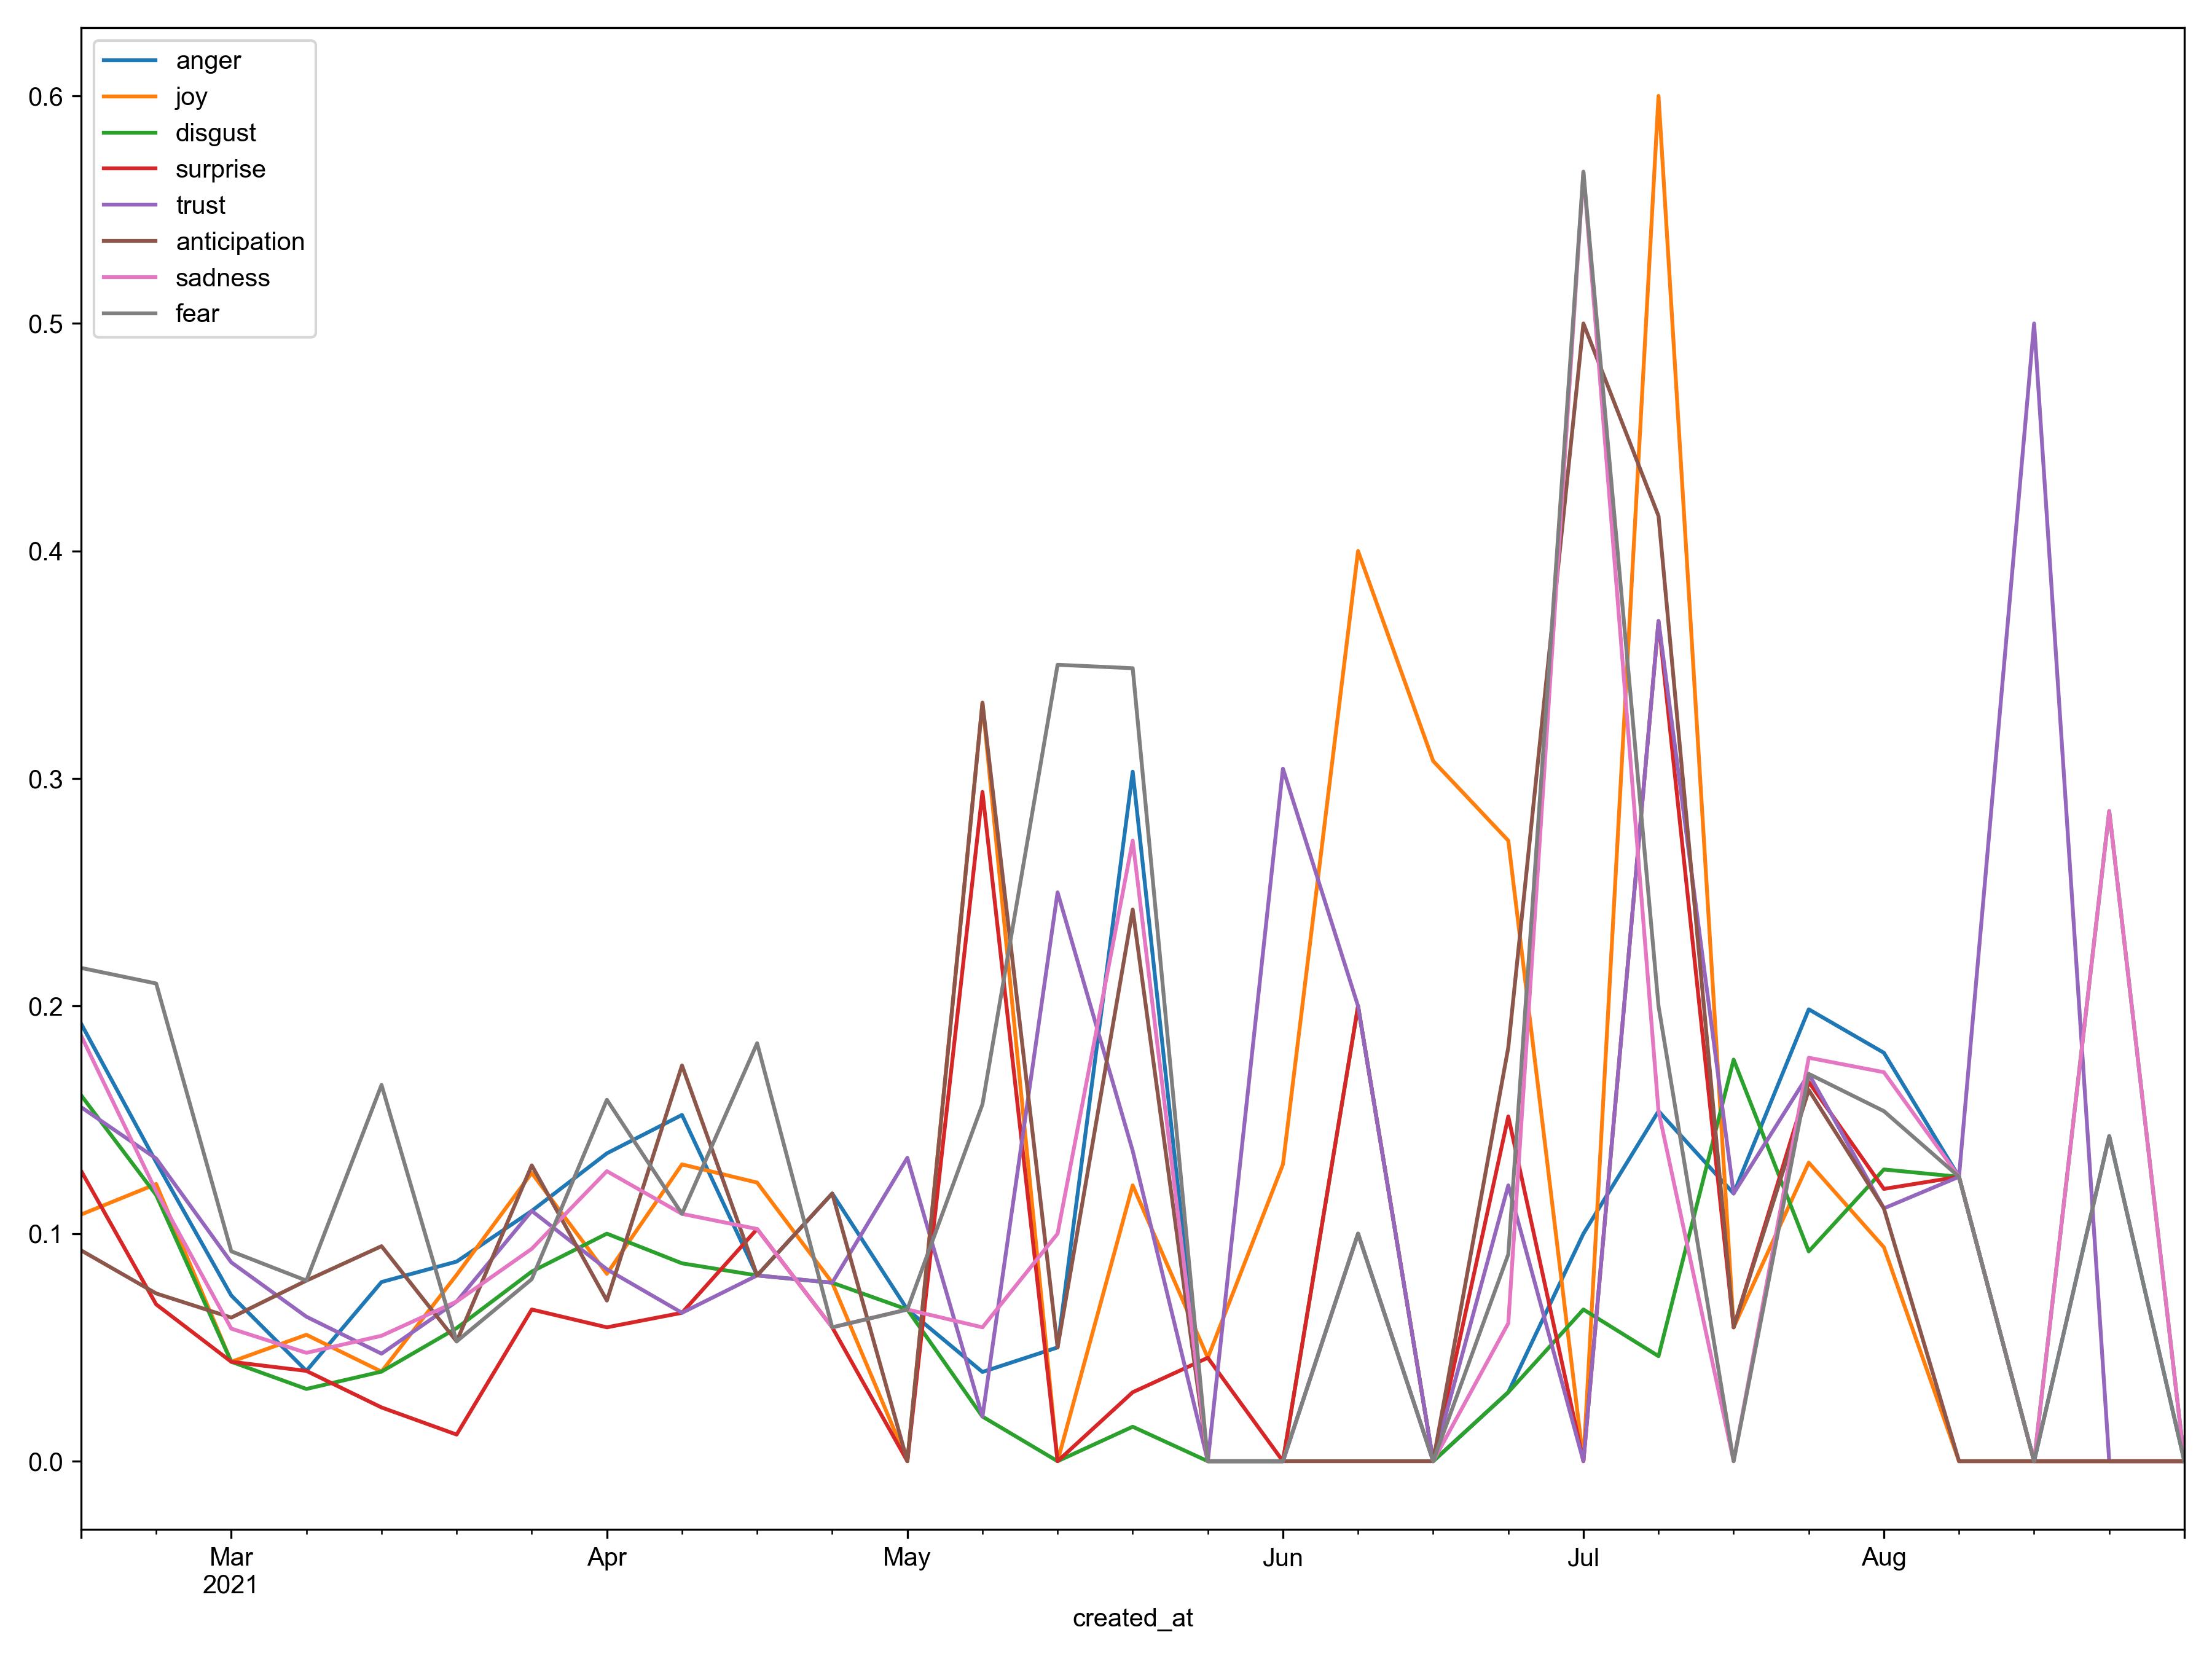 anger
joy
disgust
surprise
trust
anticipation
sadness
fear
0.6
0.5
0.4
0.3
0.2
0.1
0.0
Mar
2021
Apr
May
Jun
Jul
Aug
created_at